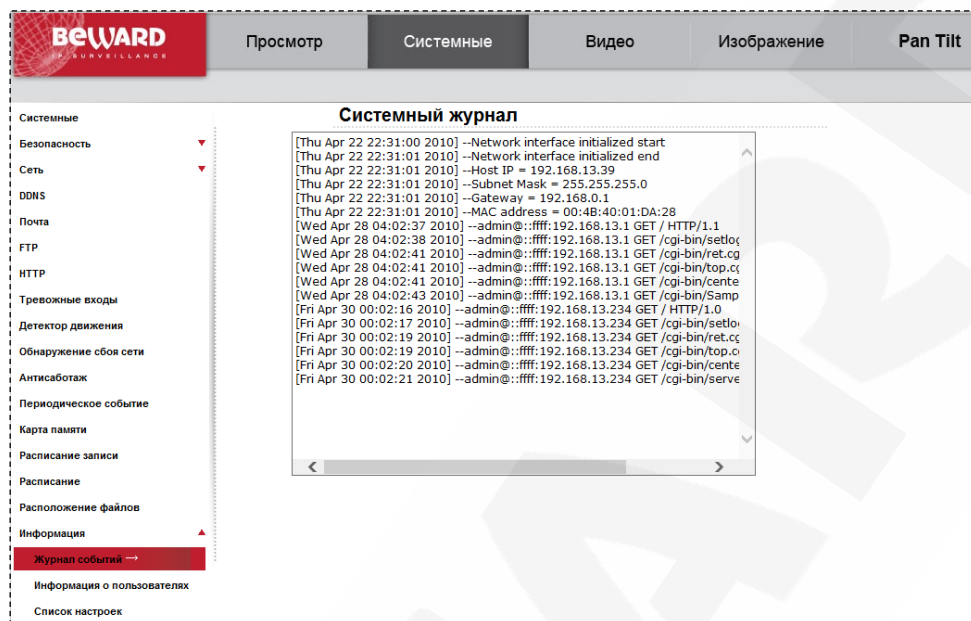 BEWARD
IP SURVEILLANCE
Просмотр
Системные
Видео
Изображение
Pan Tilt
Системные
Безопасность
Сеть
DDNS
Почта
FTP
HTTP
Тревожные входы
Детектор движения
Обнаружение сбоя сети
Антисаботаж
Периодическое событие
Карта памяти
Расписание записи
Расписание
Расположение файлов
Информация
Журнал событий →
Информация о пользователях
Список настроек
Системный журнал
[Thu Apr 22 22:31:00 2010] --Network interface initialized start
[Thu Apr 22 22:31:01 2010] --Network interface initialized end
[Thu Apr 22 22:31:01 2010] --Host IP = 192.168.13.39
[Thu Apr 22 22:31:01 2010] --Subnet Mask = 255.255.255.0
[Thu Apr 22 22:31:01 2010] --Gateway = 192.168.0.1
[Thu Apr 22 22:31:01 2010] --MAC address = 00:4B:40:01:DA:28
[Wed Apr 28 04:02:37 2010] --admin@::ffff:192.168.13.1 GET / HTTP/1.1
[Wed Apr 28 04:02:38 2010] --admin@::ffff:192.168.13.1 GET /cgi-bin/setlog
[Wed Apr 28 04:02:41 2010] --admin@::ffff:192.168.13.1 GET /cgi-bin/ret.cg
[Wed Apr 28 04:02:41 2010] --admin@::ffff:192.168.13.1 GET /cgi-bin/top.cg
[Wed Apr 28 04:02:41 2010] --admin@::ffff:192.168.13.1 GET /cgi-bin/cente
[Wed Apr 28 04:02:43 2010] --admin@::ffff:192.168.13.1 GET /cgi-bin/Samp
[Fri Apr 30 00:02:16 2010] --admin@::ffff:192.168.13.234 GET / HTTP/1.0
[Fri Apr 30 00:02:17 2010] --admin@::ffff:192.168.13.234 GET /cgi-bin/setlo
[Fri Apr 30 00:02:19 2010] --admin@::ffff:192.168.13.234 GET /cgi-bin/ret.cg
[Fri Apr 30 00:02:19 2010] --admin@::ffff:192.168.13.234 GET /cgi-bin/top.c
[Fri Apr 30 00:02:20 2010] --admin@::ffff:192.168.13.234 GET /cgi-bin/cente
[Fri Apr 30 00:02:21 2010] --admin@::ffff:192.168.13.234 GET /cgi-bin/serve